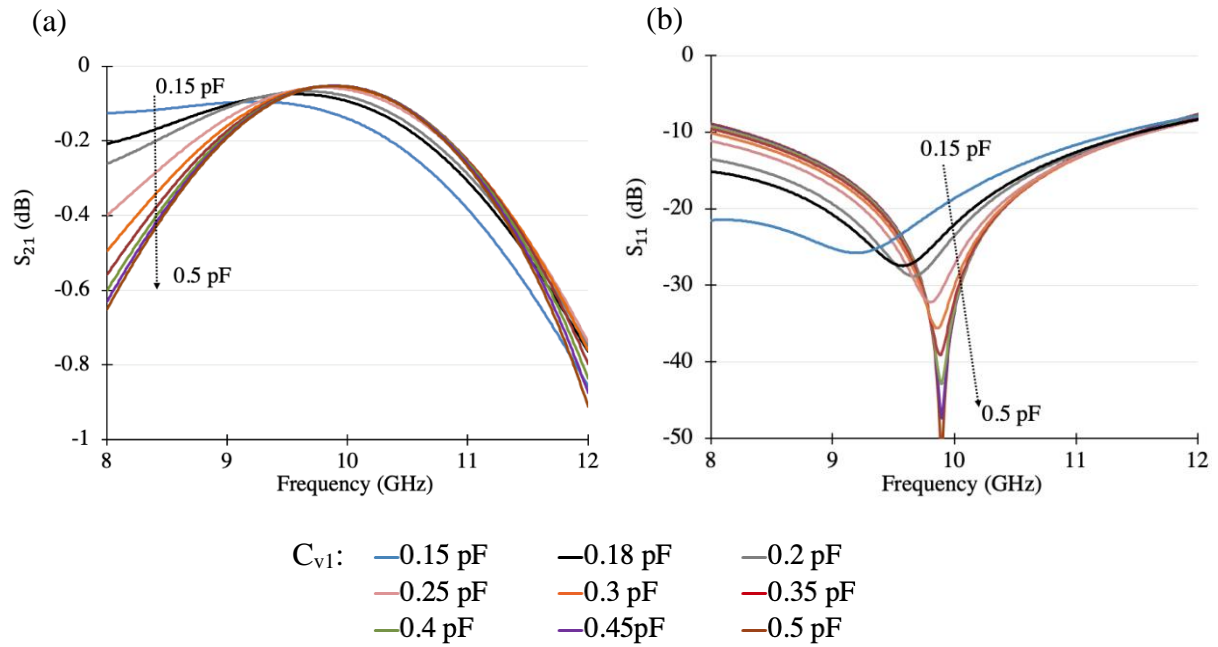 (a)
0
-0.2
-0.4
-0.6
-0.8
-1
S21 (dB)
0.15 pF
0.5 pF
8
9
10
11
12
Frequency (GHz)
(b)
0
-10
-20
-30
-40
-50
S11 (dB)
0.15 pF
0.5 pF
8
9
10
11
12
Frequency (GHz)
Cv1:
0.15 pF 0.18 pF 0.2 pF
0.25 pF 0.3 pF 0.35 pF
0.4 pF 0.45pF 0.5 pF